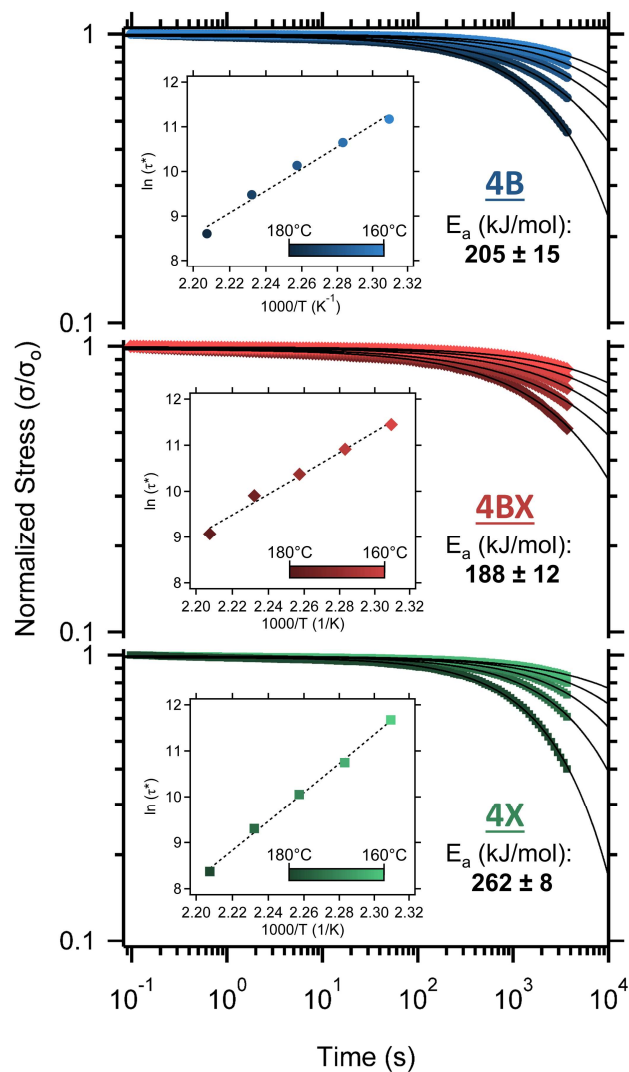 Normalized Stress (σ/σo)
1
0.1
12
11
10
9
8
ln (τ*)
2.20 2.22 2.24 2.26 2.28 2.30 2.32
1000/T (K-1)
180°C 160°C
4B
Ea (kJ/mol):
205 ± 15
1
0.1
12
11
10
9
8
ln (τ*)
2.20 2.22 2.24 2.26 2.28 2.30 2.32
1000/T (1/K)
180°C 160°C
4BX
Ea (kJ/mol):
188 ± 12
1
0.1
12
11
10
9
8
ln (τ*)
2.20 2.22 2.24 2.26 2.28 2.30 2.32
1000/T (1/K)
180°C 160°C
4X
Ea (kJ/mol):
262 ± 8
10-1 100 101 102 103 104
Time (s)